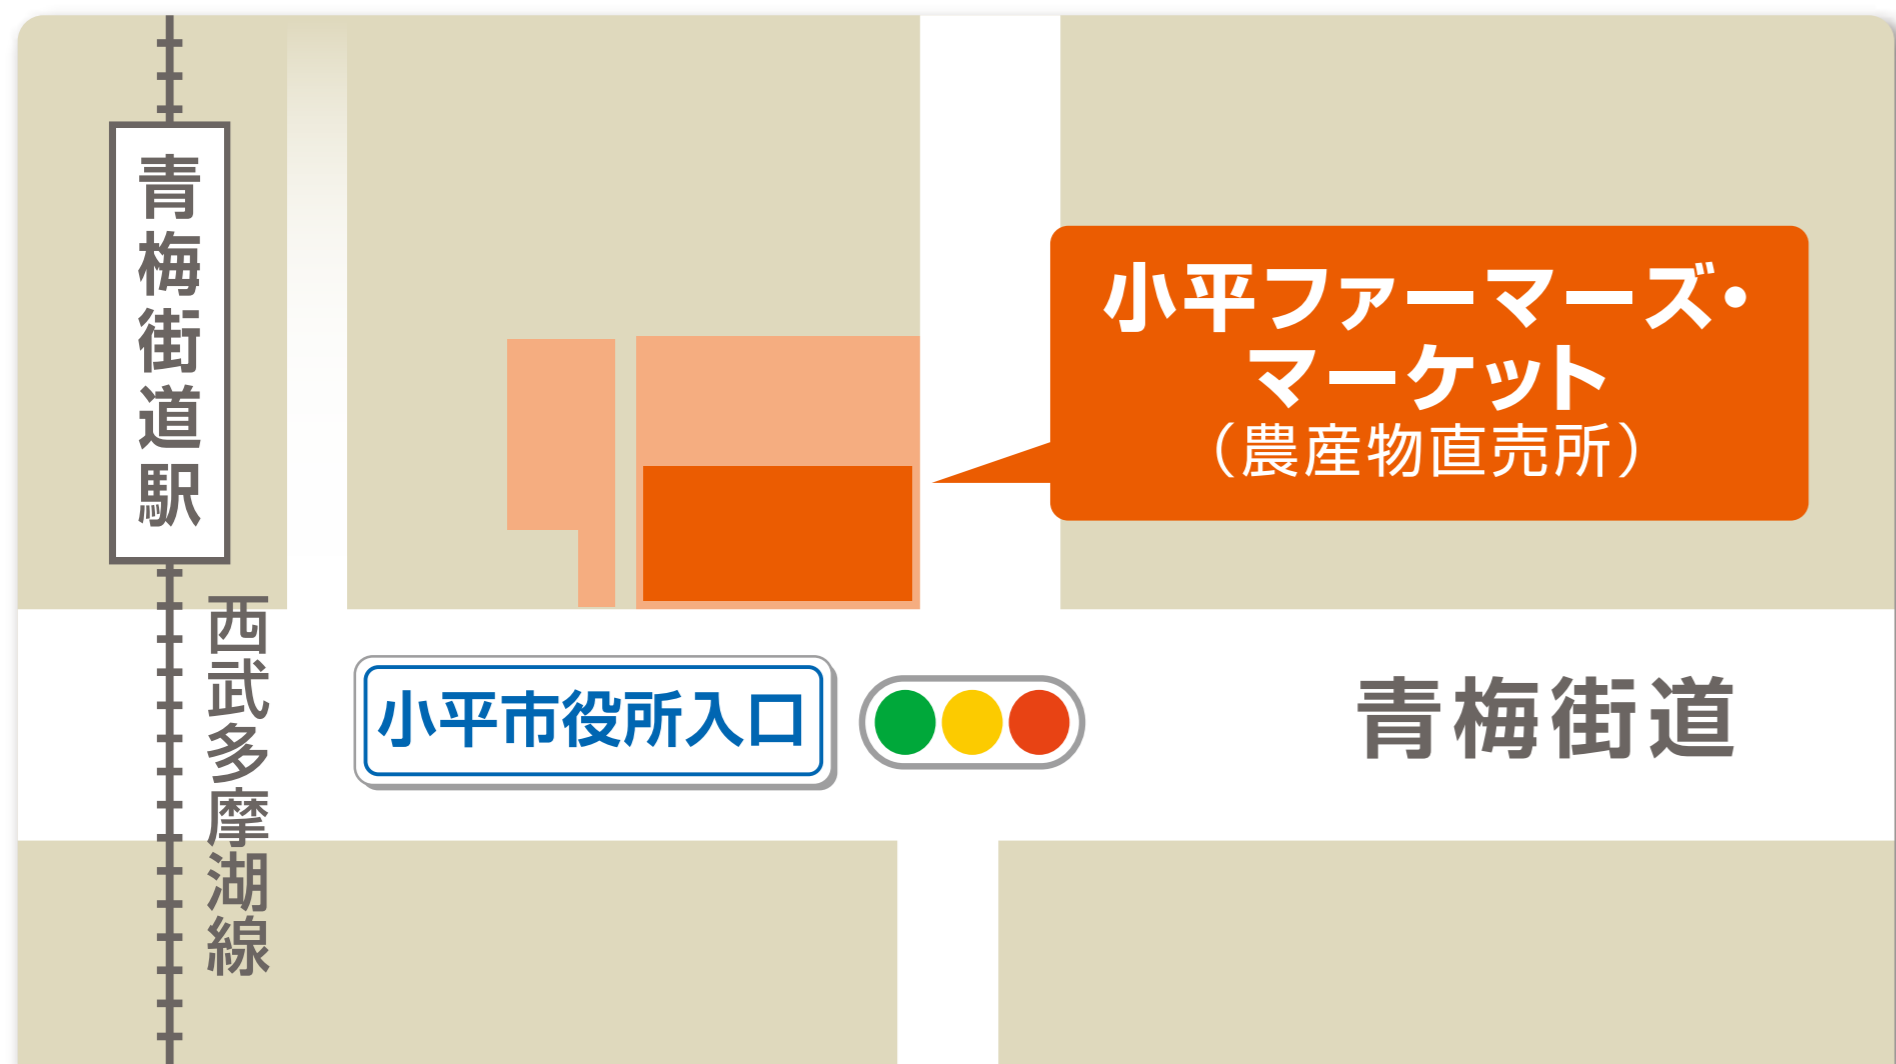 青梅街道駅
西武多摩湖線
小平ファーマーズ・
マーケット
（農産物直売所）
小平市役所入口
青梅街道